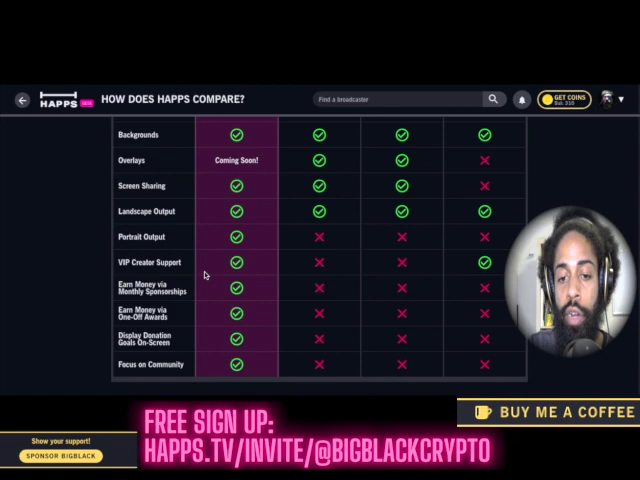 HAPPS BETA
HOW DOES HAPPS COMPARE?
Find a broadcaster
GET COINS
Bal: 310
Backgrounds
Overlays
Coming Soon!
Screen Sharing
Landscape Output
Portrait Output
VIP Creator Support
Earn Money via
Monthly Sponsorships
Earn Money via
One-Off Awards
Display Donation
Goals On-Screen
Focus on Community
BUY ME A COFFEE
FREE SIGN UP:
HAPPS.TV/INVITE/@BIGBLACKCRYPTO
Show your support!
SPONSOR BIGBLACK